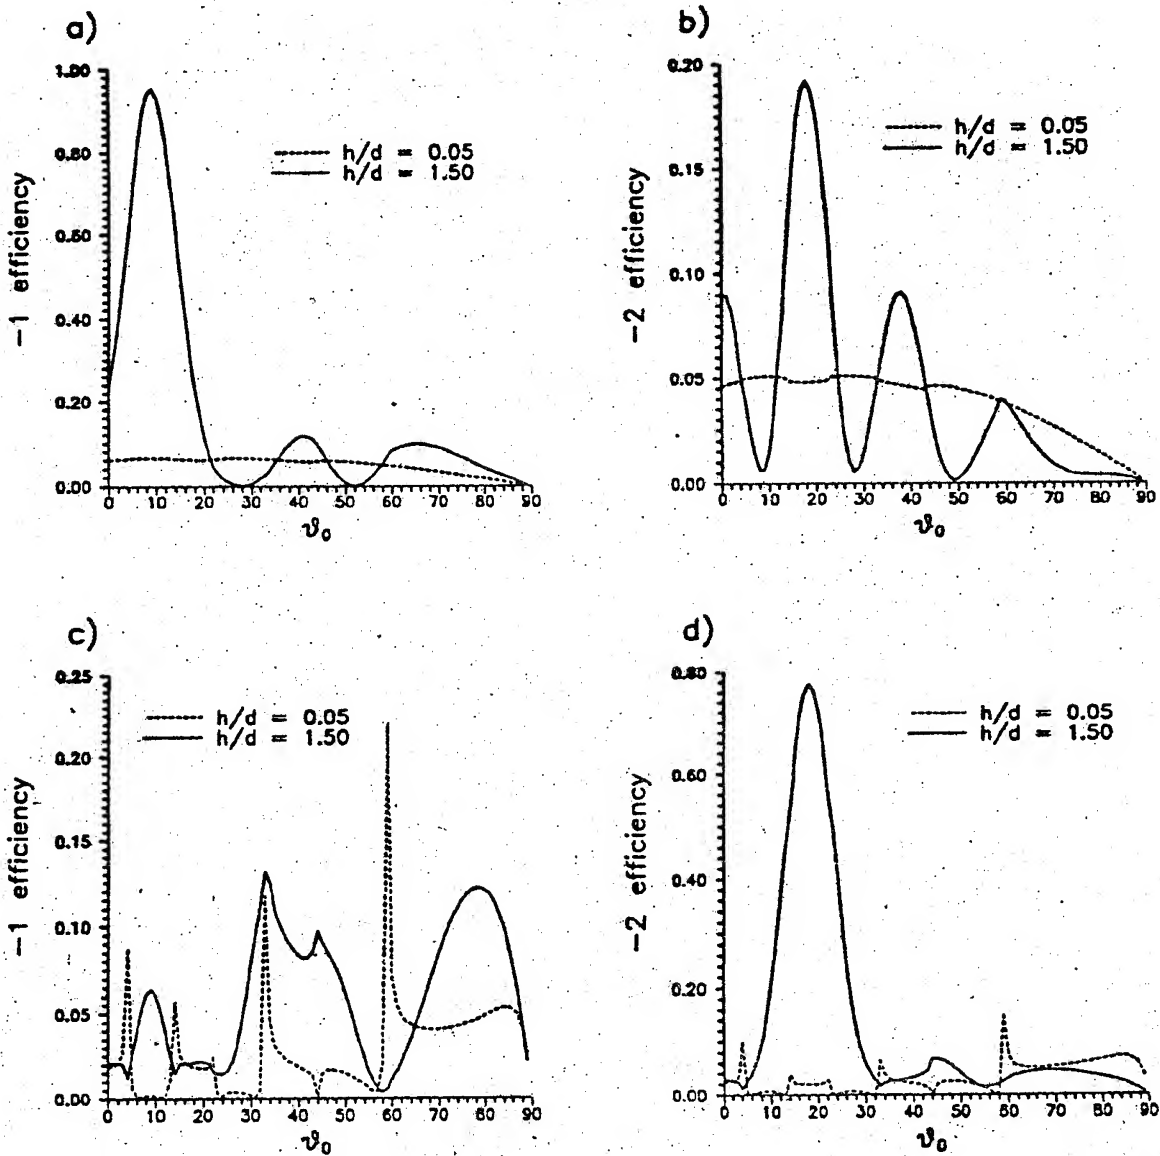 a)
1.00
0.80
0.60
0.40
0.20
0.00
-1 efficiency
h/d = 0.05
h/d = 1.50
0 10 20 30 40 50 60 70 80 90
ϑ₀
b)
0.20
0.15
0.10
0.05
0.00
-2 efficiency
h/d = 0.05
h/d = 1.50
0 10 20 30 40 50 60 70 80 90
ϑ₀
c)
0.25
0.20
0.15
0.10
0.05
0.00
-1 efficiency
h/d = 0.05
h/d = 1.50
0 10 20 30 40 50 60 70 80 90
ϑ₀
d)
0.80
0.60
0.40
0.20
0.00
-2 efficiency
h/d = 0.05
h/d = 1.50
0 10 20 30 40 50 60 70 80 90
ϑ₀